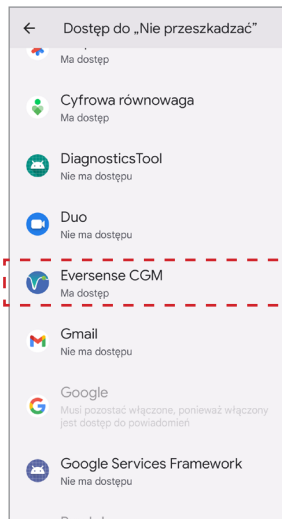 Dostęp do „Nie przeszkadzać”
Ma dostęp
Cyfrowa równowaga
Ma dostęp
DiagnosticsTool
Nie ma dostępu
Duo
Nie ma dostępu
Eversense CGM
Ma dostęp
Gmail
Nie ma dostępu
Google
Musi pozostać włączone, ponieważ włączony
jest dostęp do powiadomień
Google Services Framework
Nie ma dostępu